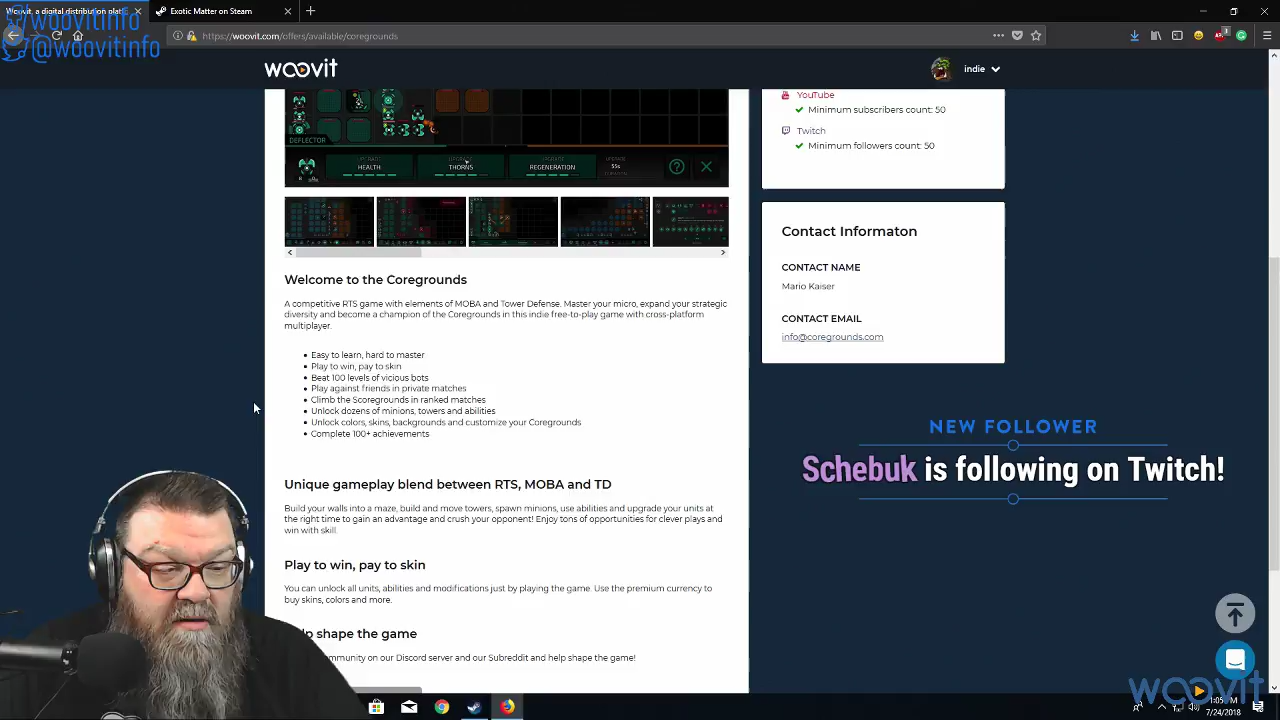 Woovit, a digital distribution plat
Exotic Matter on Steam
/woovitinfo
@woovitinfo
https://woovit.com/offers/available/coregrounds
woovit
indie
DEFLECTOR
UPGRADE
HEALTH
UPGRADE
THORNS
UPGRADE
REGENERATION
UPGRADE
55s
YouTube
Minimum subscribers count: 50
Twitch
Minimum followers count: 50
Contact Informaton
CONTACT NAME
Mario Kaiser
CONTACT EMAIL
info@coregrounds.com
Welcome to the Coregrounds
A competitive RTS game with elements of MOBA and Tower Defense. Master your micro, expand your strategic
diversity and become a champion of the Coregrounds in this indie free-to-play game with cross-platform
multiplayer.
Easy to learn, hard to master
Play to win, pay to skin
Beat 100 levels of vicious bots
Play against friends in private matches
Climb the Scoregrounds in ranked matches
Unlock dozens of minions, towers and abilities
Unlock colors, skins, backgrounds and customize your Coregrounds
Complete 100+ achievements
NEW FOLLOWER
Schebuk is following on Twitch!
Unique gameplay blend between RTS, MOBA and TD
Build your walls into a maze, build and move towers, spawn minions, use abilities and upgrade your units at
the right time to gain an advantage and crush your opponent! Enjoy tons of opportunities for clever plays and
win with skill.
Play to win, pay to skin
You can unlock all units, abilities and modifications just by playing the game. Use the premium currency to
buy skins, colors and more.
lp shape the game
mmunity on our Discord server and our Subreddit and help shape the game!
woovit
1:05
7/24/2018